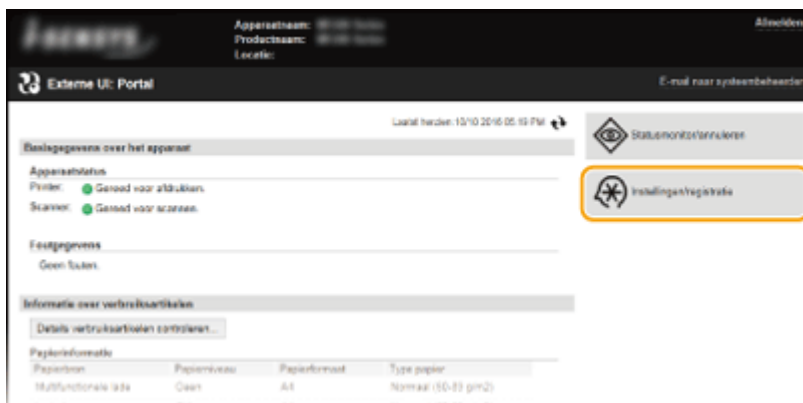 Apparaatnaam:
Productnaam:
Locatie:
Afmelden
Externe UI: Portal
E-mail naar systeembeheerder
Laatst herzien: 10/10 2016 05:19 PM
Basisgegevens over het apparaat
Apparaatstatus
Printer: Gereed voor afdrukken.
Scanner: Gereed voor scannen.
Foutgegevens
Geen fouten.
Informatie over verbruiksartikelen
Details verbruiksartikelen controleren...
Papierinformatie
Papierbron Papierniveau Papierformaat Type papier
Multifunctionele lade Geen A4 Normaal (60-89 g/m2)
Statusmonitor/annuleren
Instellingen/registratie